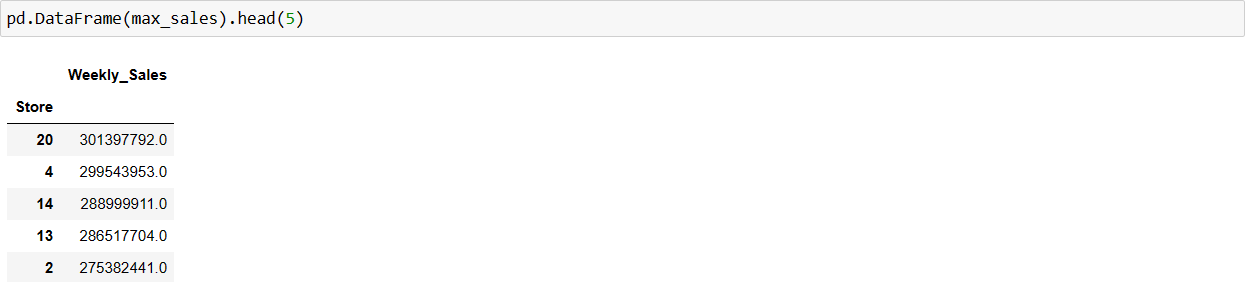 pd.DataFrame(max_sales).head(5)
Weekly_Sales
Store
20 301397792.0
4 299543953.0
14 288999911.0
13 286517704.0
2 275382441.0